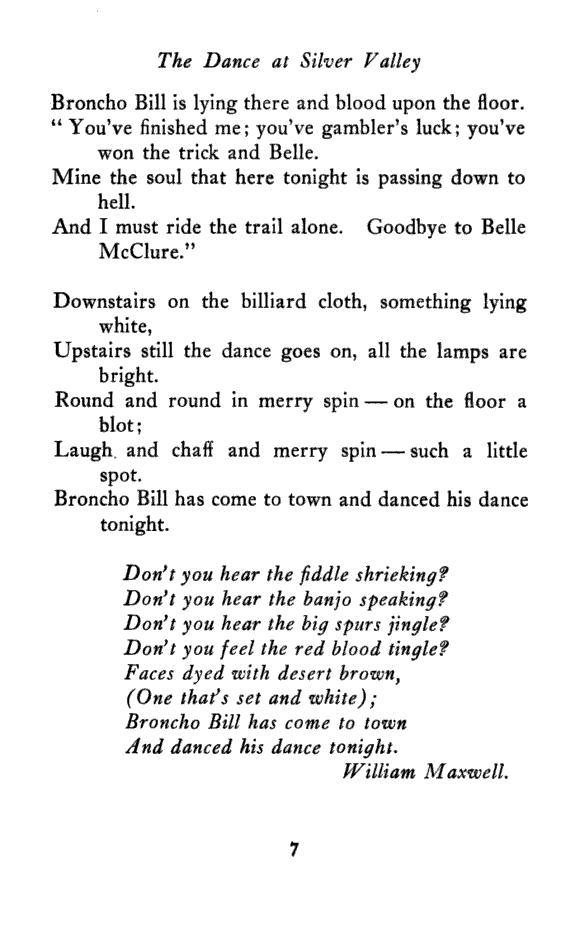 The Dance at Silver Valley
Broncho Bill is lying there and blood upon the floor.
“ You've finished me; you've gambler's luck; you've
won the trick and Belle.
Mine the soul that here tonight is passing down to
hell.
And I must ride the trail alone. Goodbye to Belle
McClure.”
Downstairs on the billiard cloth, something lying
white,
Upstairs still the dance goes on, all the lamps are
bright.
Round and round in merry spin — on the floor a
blot;
Laugh and chaff and merry spin — such a little
spot.
Broncho Bill has come to town and danced his dance
tonight.
Don't you hear the fiddle shrieking?
Don't you hear the banjo speaking?
Don't you hear the big spurs jingle?
Don't you feel the red blood tingle?
Faces dyed with desert brown,
(One that's set and white);
Broncho Bill has come to town
And danced his dance tonight.
William Maxwell.
7